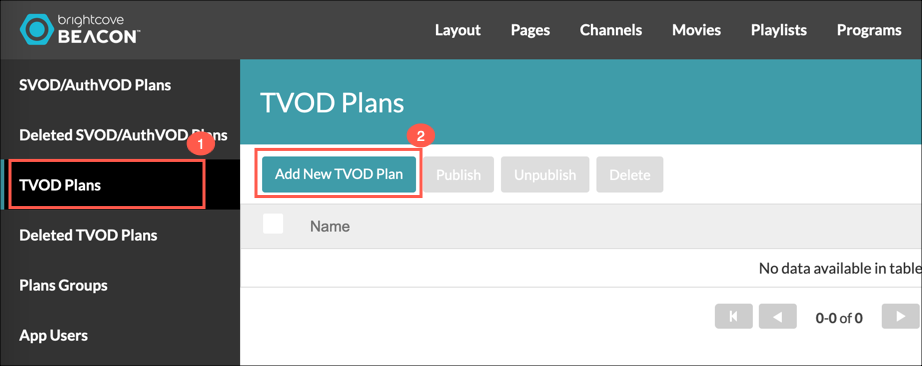 brightcove
BEACON™
Layout Pages Channels Movies Playlists Programs
SVOD/AuthVOD Plans
Deleted SVOD/AuthVOD Plans
TVOD Plans
Deleted TVOD Plans
Plans Groups
App Users
TVOD Plans
1
2
Add New TVOD Plan Publish Unpublish Delete
Name
No data available in table
0-0 of 0